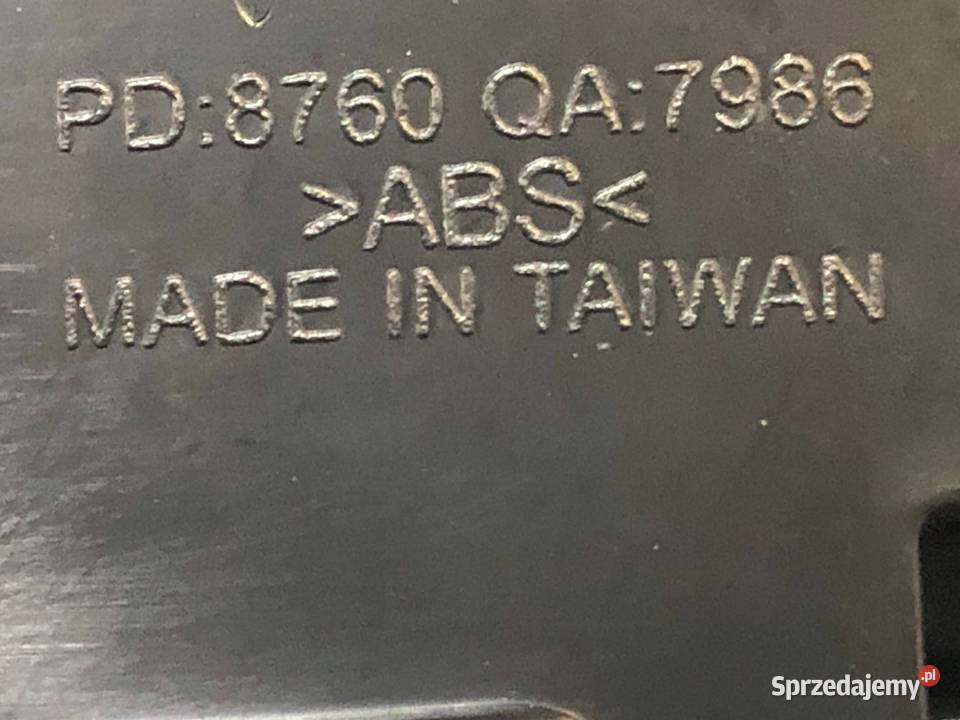 PD:8760 QA:7986
>ABS<
MADE IN TAIWAN
Sprzedajemy.pl